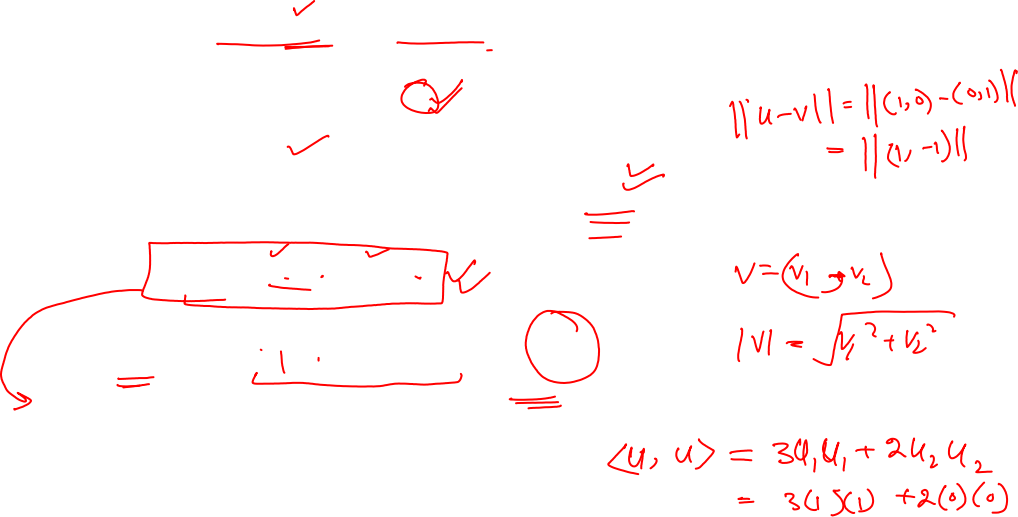 ||u-v|| = ||(1,0)-(0,1)||
= ||(1, -1)||
v = (v₁, v₂)
|v| = √(v₁² + v₂²)
<u, u> = 3u₁u₁ + 2u₂u₂
= 3(1)(1) + 2(0)(0)